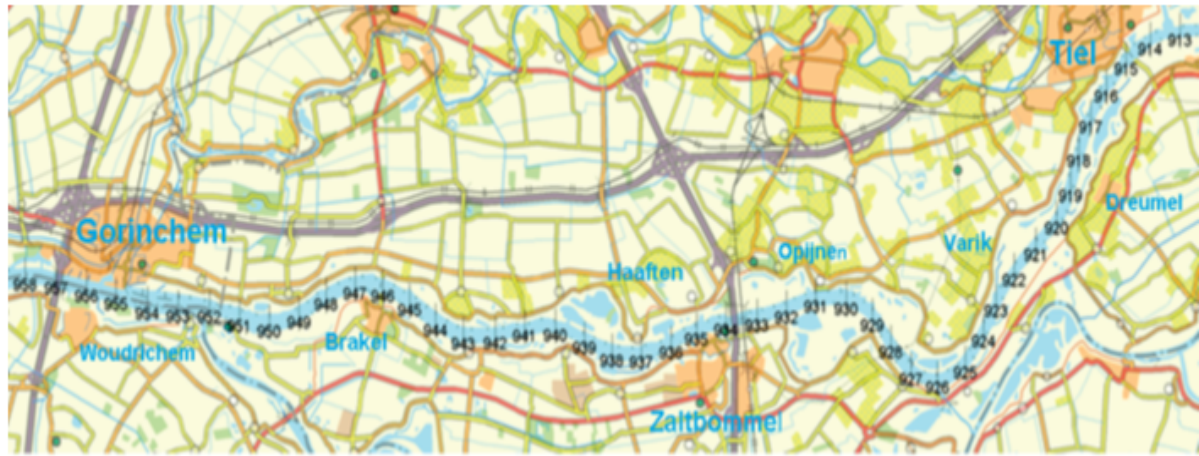 913
914
Tiel
915
916
917
918
919
Dreumel
920
Gorinchem
Varik
921
Opijnen
922
Haaften
958 957 956 955 954 953 952 951 950 949 948 947 946 945
944 943 942 941 940 939 938 937 936 935 934 933 932 931 930 929
923
924
928
927 926 925
Brakel
Woudrichem
Zaltbommel